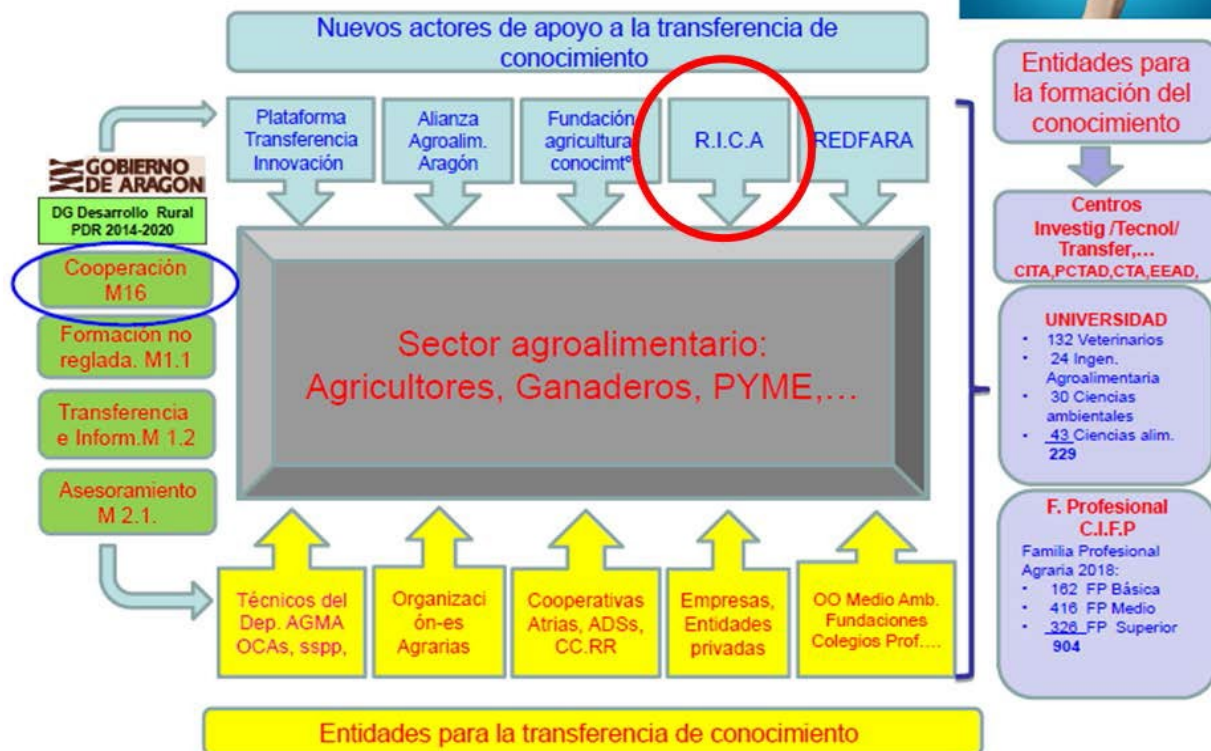 Nuevos actores de apoyo a la transferencia de
conocimiento
Plataforma
Transferencia
Innovación
Alianza
Agroalim.
Aragón
Fundación
agricultura
conocimtº
R.I.C.A
REDFARA
GOBIERNO
DE ARAGON
DG Desarrollo Rural
PDR 2014-2020
Cooperación
M16
Formación no
reglada. M1.1
Transferencia
e Inform.M 1.2
Asesoramiento
M 2.1.
Sector agroalimentario:
Agricultores, Ganaderos, PYME,…
Técnicos del
Dep. AGMA
OCAs, sspp,
Organizaci
ón-es
Agrarias
Cooperativas
Atrias, ADSs,
CC.RR
Empresas,
Entidades
privadas
OO Medio Amb.
Fundaciones
Colegios Prof.…
Entidades para la transferencia de conocimiento
Entidades para
la formación del
conocimiento
Centros
Investig /Tecnol/
Transfer,…
CITA,PCTAD,CTA,EEAD,
UNIVERSIDAD
• 132 Veterinarios
• 24 Ingen.
Agroalimentaria
• 30 Ciencias
ambientales
• 43 Ciencias alim.
229
F. Profesional
C.I.F.P
Familia Profesional
Agraria 2018:
• 162 FP Básica
• 416 FP Medio
• 326 FP Superior
904